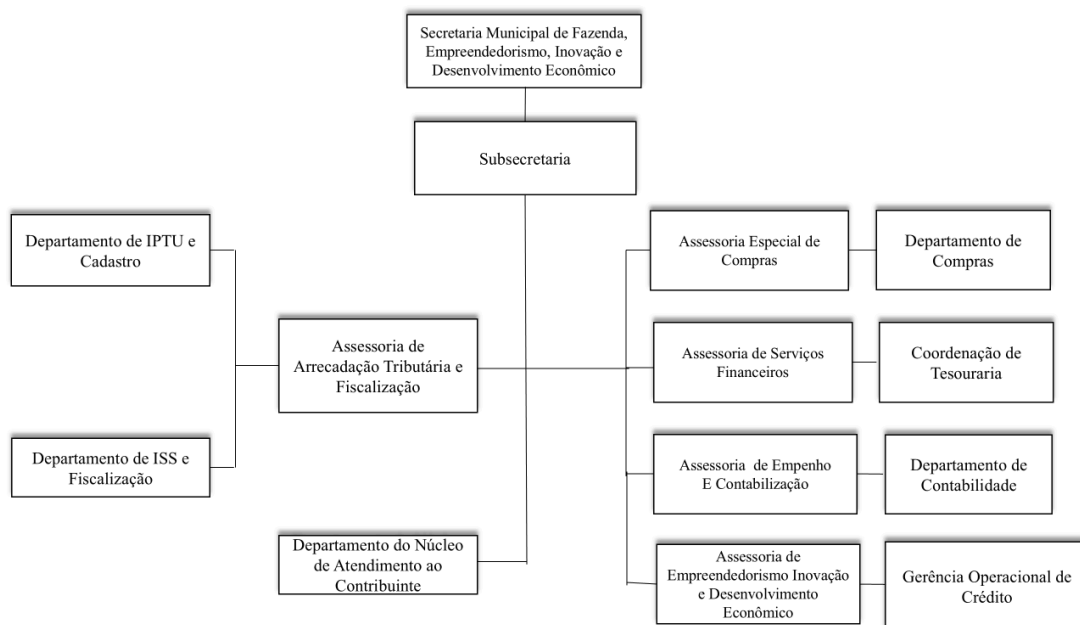 Secretaria Municipal de Fazenda,
Empreendedorismo, Inovação e
Desenvolvimento Econômico
Subsecretaria
Departamento de IPTU e
Cadastro
Assessoria Especial de
Compras
Departamento de
Compras
Assessoria de
Arrecadação Tributária e
Fiscalização
Assessoria de Serviços
Financeiros
Coordenação de
Tesouraria
Departamento de ISS e
Fiscalização
Assessoria  de Empenho
E Contabilização
Departamento de
Contabilidade
Departamento do Núcleo
de Atendimento ao
Contribuinte
Assessoria de
Empreendedorismo Inovação
e Desenvolvimento
Econômico
Gerência Operacional de
Crédito